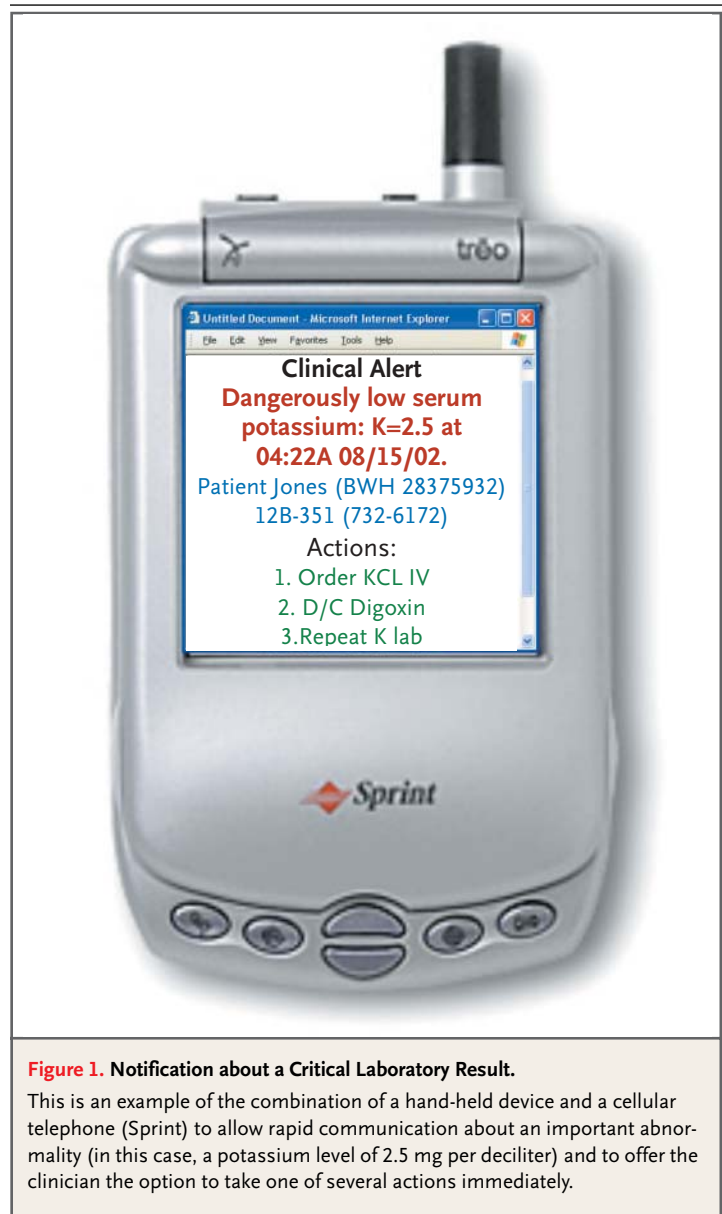 trēo
Untitled Document - Microsoft Internet Explorer
File Edit View Favorites Tools Help
Clinical Alert
Dangerously low serum
potassium: K=2.5 at
04:22A 08/15/02.
Patient Jones (BWH 28375932)
12B-351 (732-6172)
Actions:
1. Order KCL IV
2. D/C Digoxin
3.Repeat K lab
Sprint
Figure 1. Notification about a Critical Laboratory Result.
This is an example of the combination of a hand-held device and a cellular
telephone (Sprint) to allow rapid communication about an important abnor-
mality (in this case, a potassium level of 2.5 mg per deciliter) and to offer the
clinician the option to take one of several actions immediately.